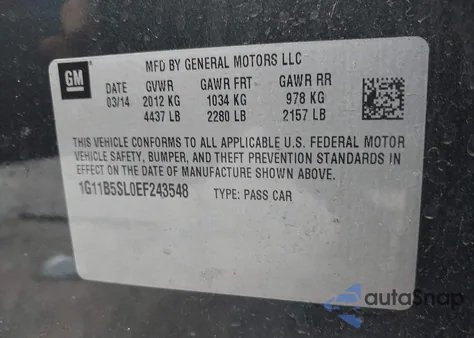 GM
MFD BY GENERAL MOTORS LLC
DATE GVWR GAWR FRT GAWR RR
03/14 2012 KG 1034 KG 978 KG
4437 LB 2280 LB 2157 LB
THIS VEHICLE CONFORMS TO ALL APPLICABLE U.S. FEDERAL MOTOR
VEHICLE SAFETY, BUMPER, AND THEFT PREVENTION STANDARDS IN
EFFECT ON THE DATE OF MANUFACTURE SHOWN ABOVE.
1G11B5SL0EF243548 TYPE: PASS CAR
autoSnap